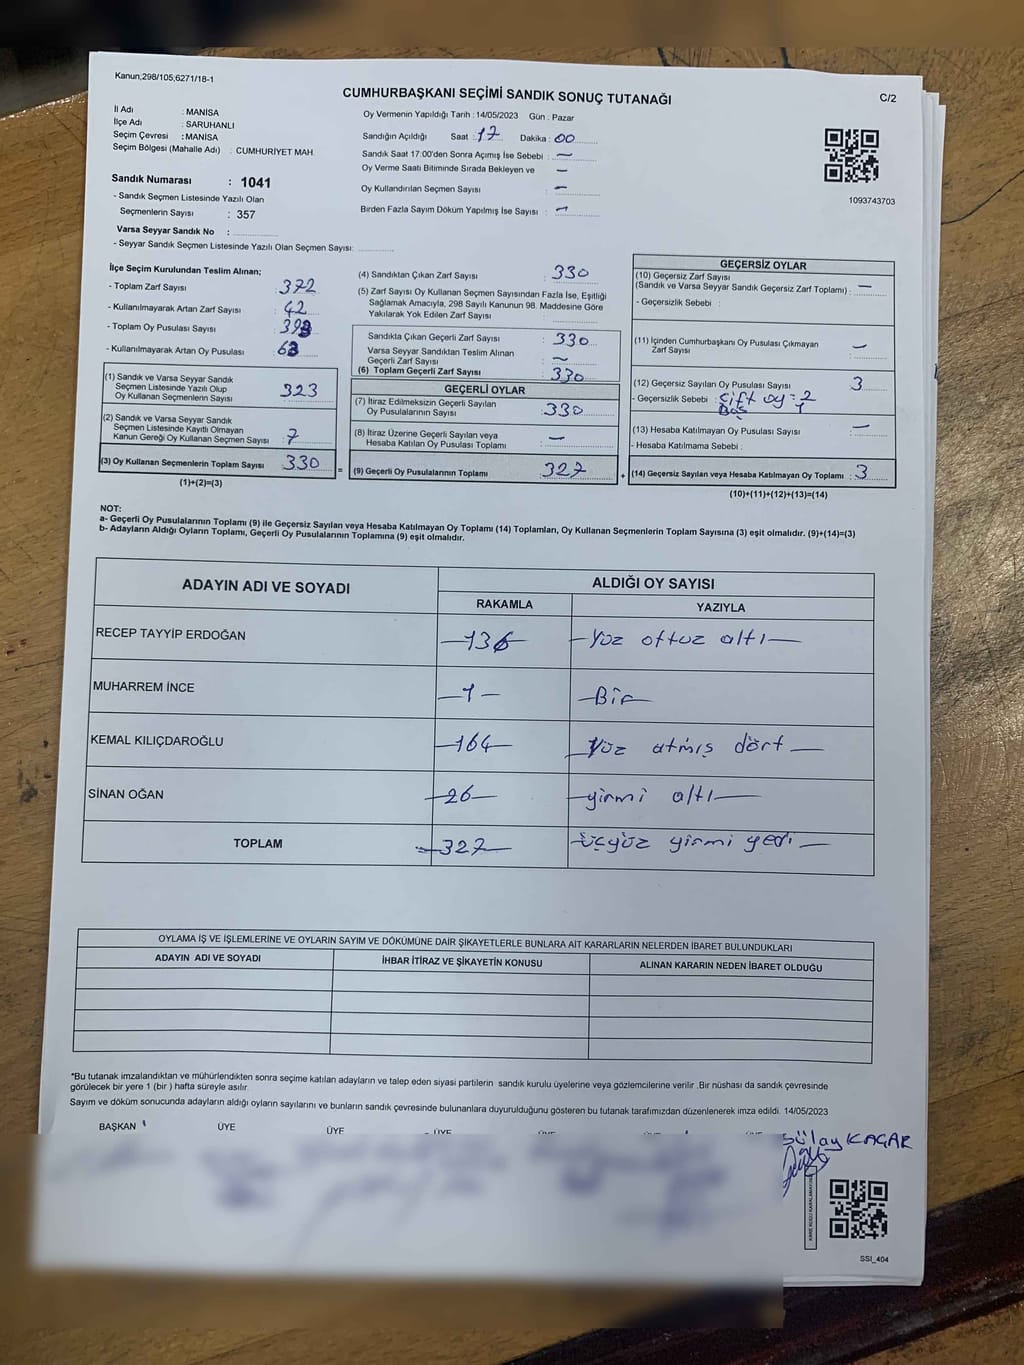 Kanun,298/105,6271/18-1
CUMHURBAŞKANI SEÇİMİ SANDIK SONUÇ TUTANAĞI
C/2
İl Adı : MANİSA
İlçe Adı : SARUHANLI
Seçim Çevresi : MANİSA
Seçim Bölgesi (Mahalle Adı) : CUMHURİYET MAH.
Sandık Numarası : 1041
- Sandık Seçmen Listesinde Yazılı Olan
Seçmenlerin Sayısı : 357
Varsa Seyyar Sandık No :
- Seyyar Sandık Seçmen Listesinde Yazılı Olan Seçmen Sayısı:
Oy Vermenin Yapıldığı Tarih : 14/05/2023 Gün : Pazar
Sandığın Açıldığı Saat : 17 Dakika : 00
Sandık Saat 17:00'den Sonra Açımış İse Sebebi : —
Oy Verme Saati Bitiminde Sırada Bekleyen ve —
Oy Kullandırılan Seçmen Sayısı : —
Birden Fazla Sayım Döküm Yapılmış İse Sayısı : —
1093743703
İlçe Seçim Kurulundan Teslim Alınan;
- Toplam Zarf Sayısı : 372
- Kullanılmayarak Artan Zarf Sayısı : 42
- Toplam Oy Pusulası Sayısı : 393
- Kullanılmayarak Artan Oy Pusulası : 63
(1) Sandık ve Varsa Seyyar Sandık
Seçmen Listesinde Yazılı Olup
Oy Kullanan Seçmenlerin Sayısı : 323
(2) Sandık ve Varsa Seyyar Sandık
Seçmen Listesinde Kayıtlı Olmayan
Kanun Gereği Oy Kullanan Seçmen Sayısı : 7
(3) Oy Kullanan Seçmenlerin Toplam Sayısı : 330
(1)+(2)=(3)
(4) Sandıktan Çıkan Zarf Sayısı : 330
(5) Zarf Sayısı Oy Kullanan Seçmen Sayısından Fazla İse, Eşitliği
Sağlamak Amacıyla, 298 Sayılı Kanunun 98. Maddesine Göre
Yakılarak Yok Edilen Zarf Sayısı :
Sandıkta Çıkan Geçerli Zarf Sayısı : 330
Varsa Seyyar Sandıktan Teslim Alınan
Geçerli Zarf Sayısı : —
(6) Toplam Geçerli Zarf Sayısı : 330
GEÇERLİ OYLAR
(7) İtiraz Edilmeksizin Geçerli Sayılan
Oy Pusulalarının Sayısı : 330
(8) İtiraz Üzerine Geçerli Sayılan veya
Hesaba Katılan Oy Pusulası Toplamı : —
= (9) Geçerli Oy Pusulalarının Toplamı : 327 +
GEÇERSİZ OYLAR
(10) Geçersiz Zarf Sayısı
(Sandık ve Varsa Seyyar Sandık Geçersiz Zarf Toplamı) : —
- Geçersizlik Sebebi :
(11) İçinden Cumhurbaşkanı Oy Pusulası Çıkmayan
Zarf Sayısı : —
(12) Geçersiz Sayılan Oy Pusulası Sayısı : 3
- Geçersizlik Sebebi : çift oy = 2
Boş 1
(13) Hesaba Katılmayan Oy Pusulası Sayısı : —
- Hesaba Katılmama Sebebi :
(14) Geçersiz Sayılan veya Hesaba Katılmayan Oy Toplamı : 3
(10)+(11)+(12)+(13)=(14)
NOT:
a- Geçerli Oy Pusulalarının Toplamı (9) ile Geçersiz Sayılan veya Hesaba Katılmayan Oy Toplamı (14) Toplamları, Oy Kullanan Seçmenlerin Toplam Sayısına (3) eşit olmalıdır. (9)+(14)=(3)
b- Adayların Aldığı Oyların Toplamı, Geçerli Oy Pusulalarının Toplamına (9) eşit olmalıdır.
ADAYIN ADI VE SOYADI ALDIĞI OY SAYISI
RAKAMLA YAZIYLA
RECEP TAYYİP ERDOĞAN —136— —Yüz oftuz altı—
MUHARREM İNCE —1— —Bir—
KEMAL KILIÇDAROĞLU —164— —Yüz atmış dört—
SİNAN OĞAN —26— —yirmi altı—
TOPLAM —327— —üçyüz yirmi yedi—
OYLAMA İŞ VE İŞLEMLERİNE VE OYLARIN SAYIM VE DÖKÜMÜNE DAİR ŞİKAYETLERLE BUNLARA AİT KARARLARIN NELERDEN İBARET BULUNDUKLARI
ADAYIN ADI VE SOYADI İHBAR İTİRAZ VE ŞİKAYETİN KONUSU ALINAN KARARIN NEDEN İBARET OLDUĞU
*Bu tutanak imzalandıktan ve mühürlendikten sonra seçime katılan adayların ve talep eden siyasi partilerin sandık kurulu üyelerine veya gözlemcilerine verilir .Bir nüshası da sandık çevresinde
görülecek bir yere 1 (bir ) hafta süreyle asılır.
Sayım ve döküm sonucunda adayların aldığı oyların sayılarını ve bunların sandık çevresinde bulunanlara duyurulduğunu gösteren bu tutanak tarafımızdan düzenlenerek imza edildi. 14/05/2023
BAŞKAN ÜYE ÜYE ÜYE
Sülay KAÇAR
SSI_404